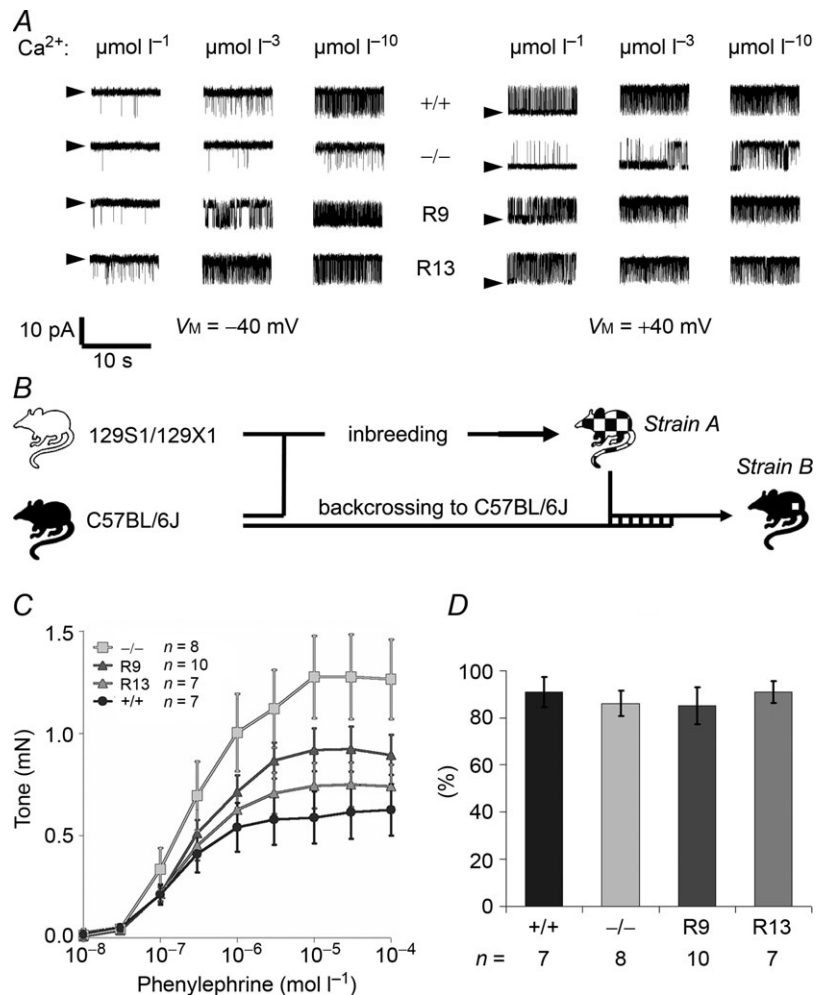 A
Ca²⁺: µmol l⁻¹ µmol l⁻³ µmol l⁻¹⁰ µmol l⁻¹ µmol l⁻³ µmol l⁻¹⁰
+/+
−/−
R9
R13
10 pA
10 s
VM = −40 mV VM = +40 mV
B
129S1/129X1 inbreeding Strain A
Strain B
C57BL/6J backcrossing to C57BL/6J
C
−/− n = 8
R9 n = 10
R13 n = 7
+/+ n = 7
1.5
1.0
0.5
0.0
Tone (mN)
10⁻⁸ 10⁻⁷ 10⁻⁶ 10⁻⁵ 10⁻⁴
Phenylephrine (mol l⁻¹)
D
100
80
60
40
20
0
(%)
+/+ −/− R9 R13
n = 7 8 10 7